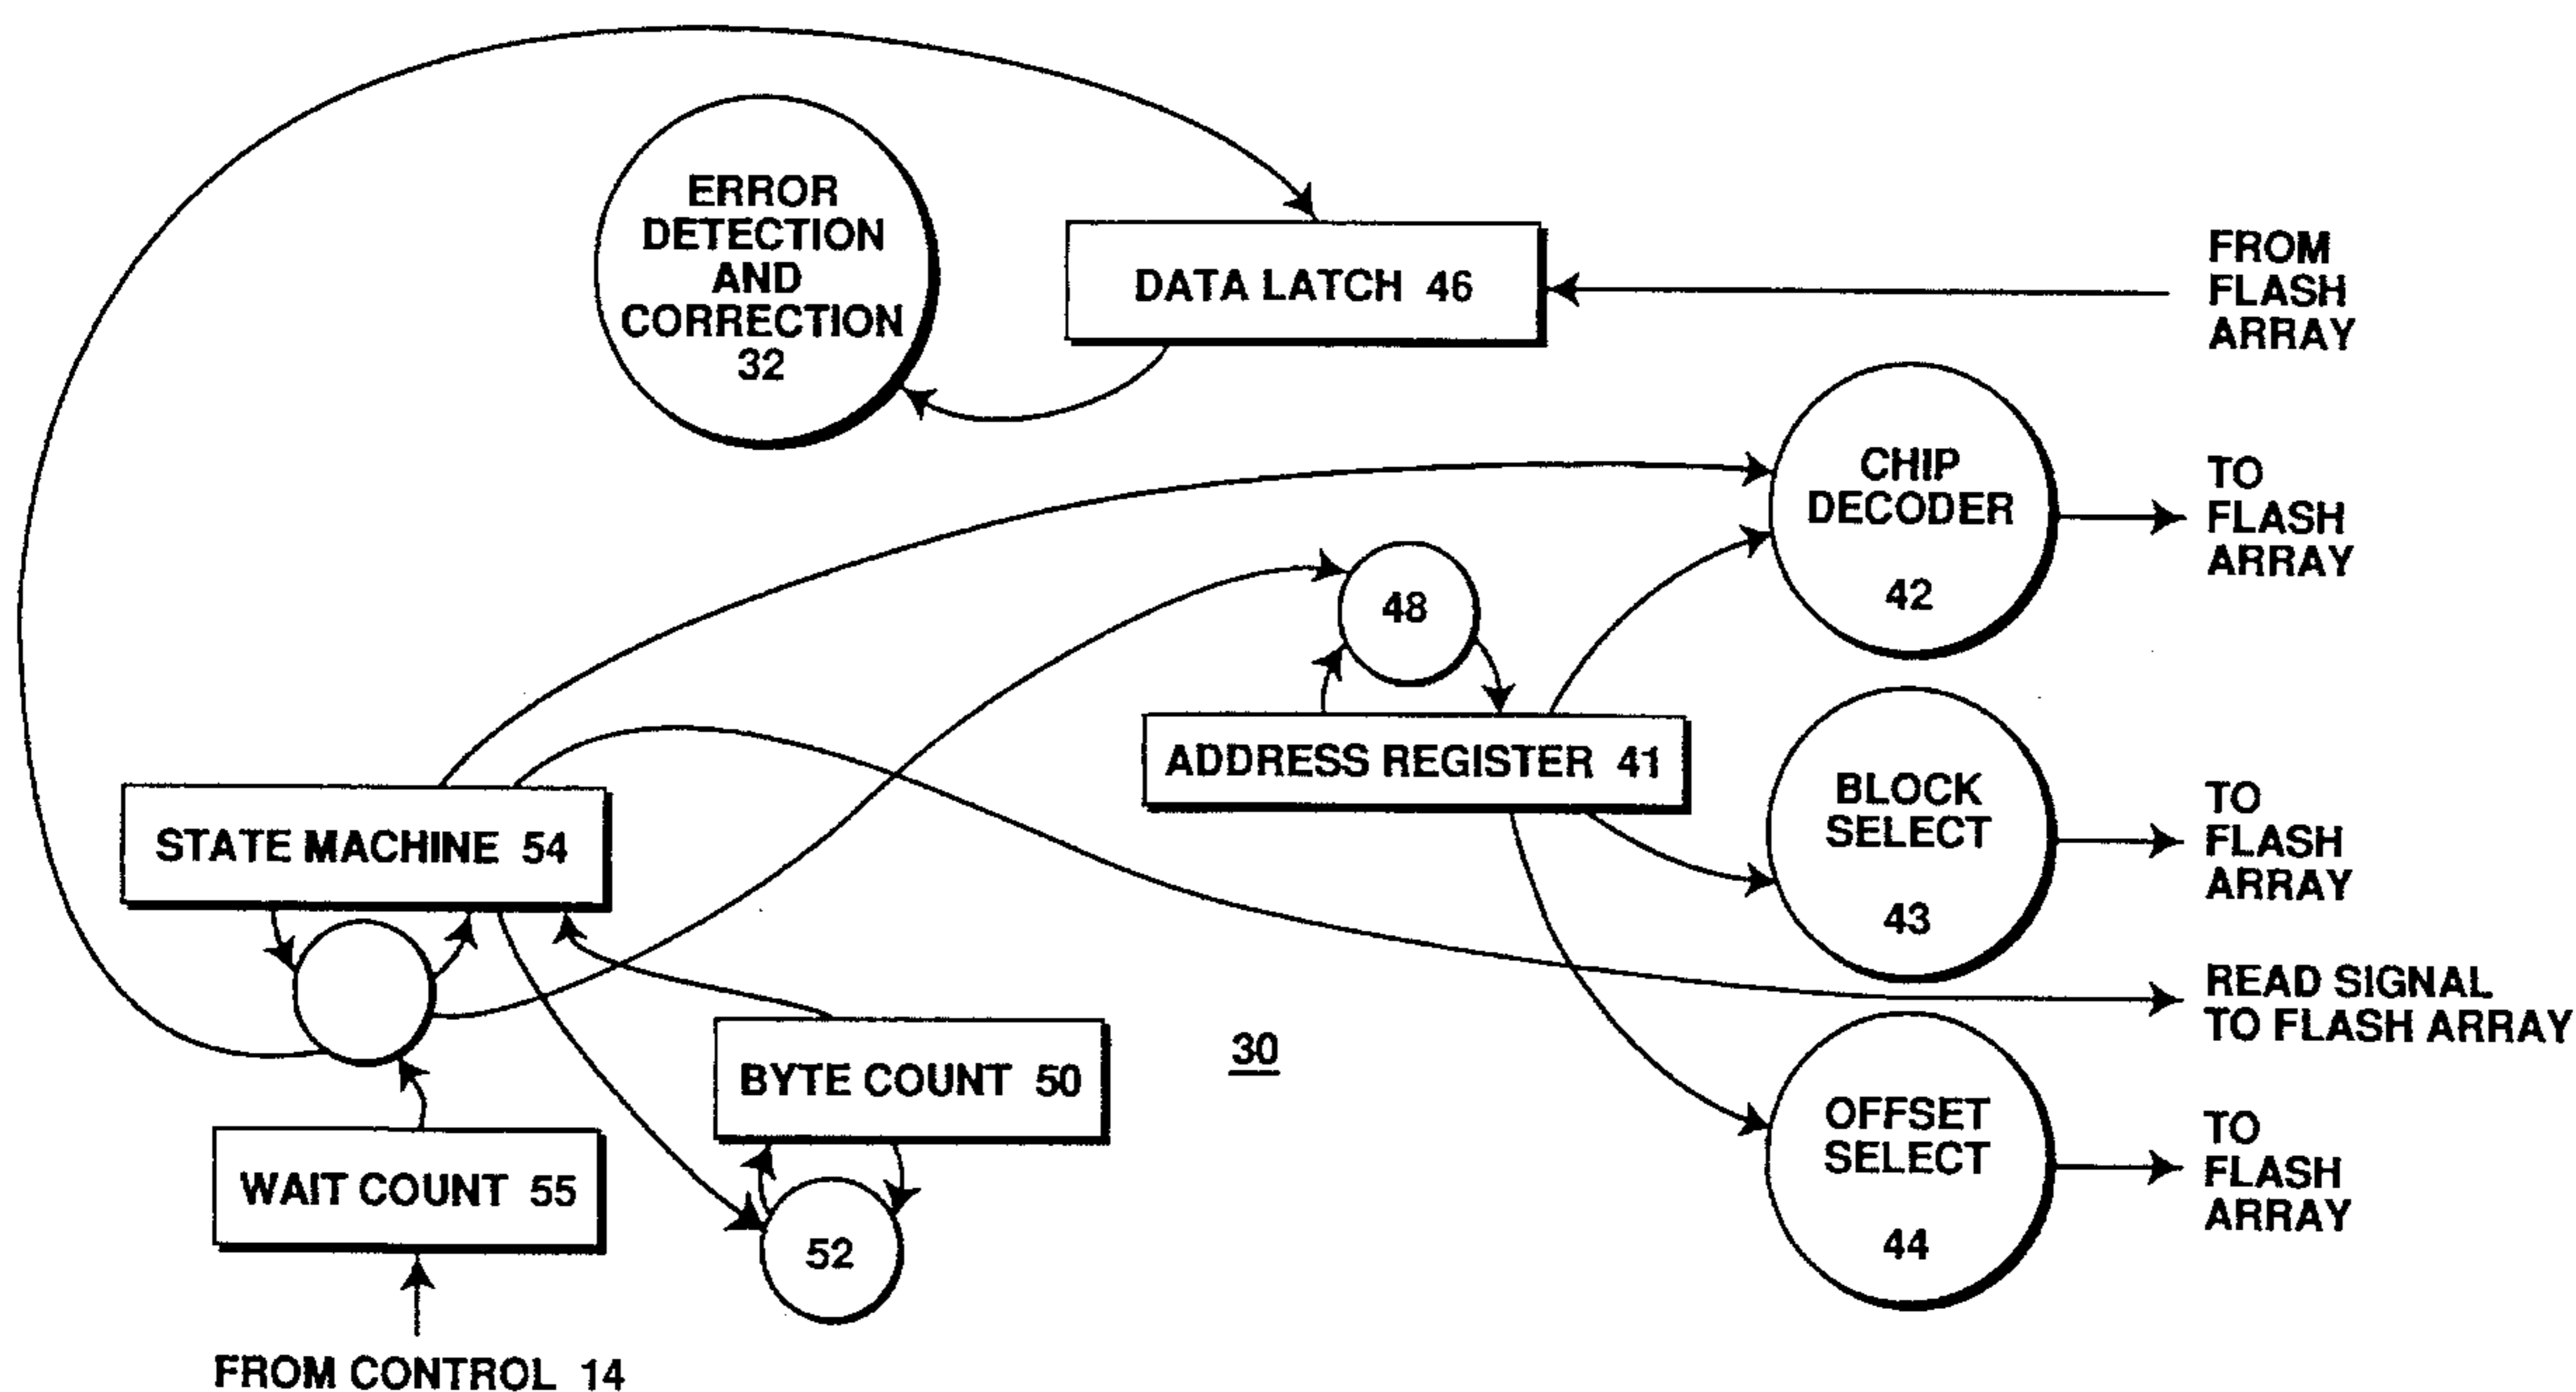 ERROR
DETECTION
AND
CORRECTION
32
DATA LATCH 46
FROM
FLASH
ARRAY
CHIP
DECODER
42
TO
FLASH
ARRAY
48
ADDRESS REGISTER 41
BLOCK
SELECT
43
TO
FLASH
ARRAY
STATE MACHINE 54
READ SIGNAL
TO FLASH ARRAY
BYTE COUNT 50
30
OFFSET
SELECT
44
TO
FLASH
ARRAY
WAIT COUNT 55
52
FROM CONTROL 14